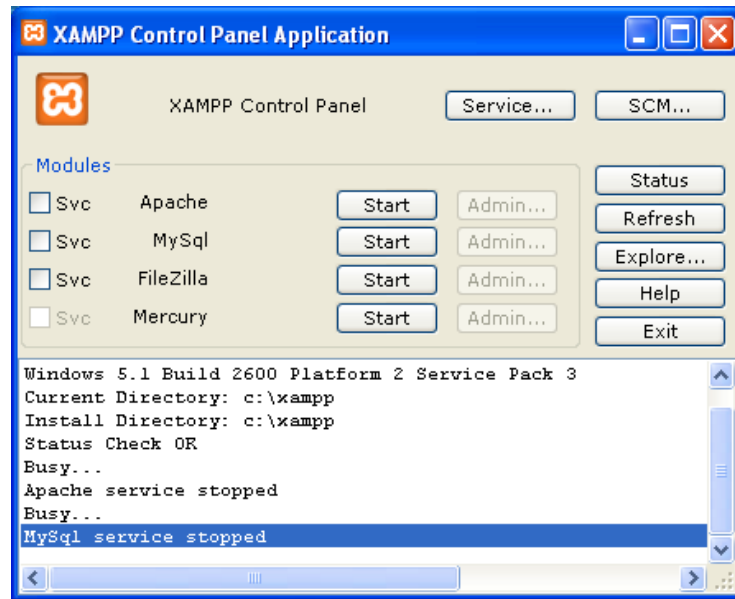 XAMPP Control Panel Application
XAMPP Control Panel Service... SCM...
Modules
Svc Apache Start Admin...
Svc MySql Start Admin...
Svc FileZilla Start Admin...
Svc Mercury Start Admin...
Status
Refresh
Explore...
Help
Exit
Windows 5.1 Build 2600 Platform 2 Service Pack 3
Current Directory: c:\xampp
Install Directory: c:\xampp
Status Check OK
Busy...
Apache service stopped
Busy...
MySql service stopped